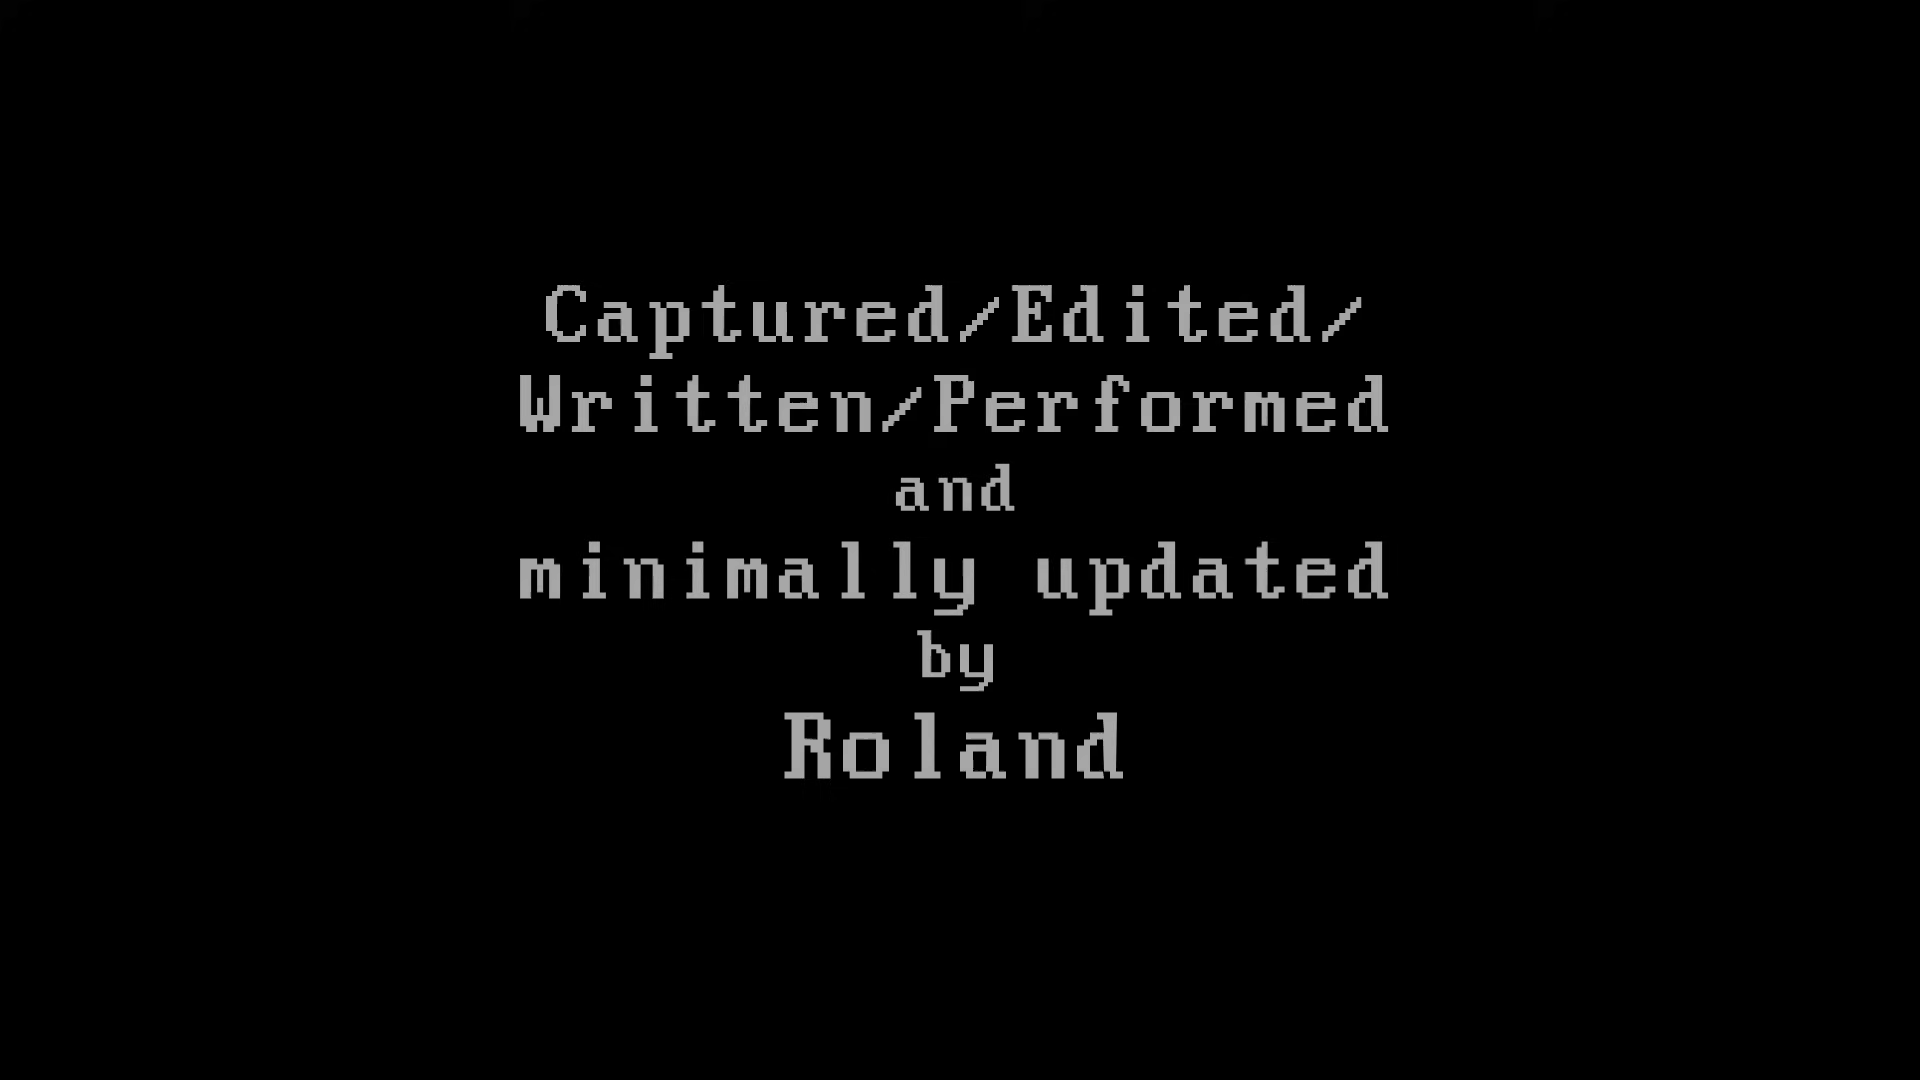 Captured/Edited/
Written/Performed
and
minimally updated
by
Roland